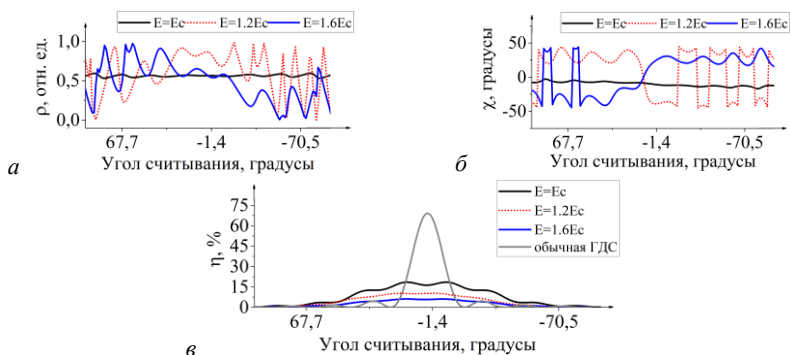 E=Ec E=1.2Ec E=1.6Ec
ρ, отн. ед.
1,0
0,5
0,0
67,7 -1,4 -70,5
Угол считывания, градусы
а
E=Ec E=1.2Ec E=1.6Ec
χ, градусы
50
0
-50
67,7 -1,4 -70,5
Угол считывания, градусы
б
E=Ec
E=1.2Ec
E=1.6Ec
обычная ГДС
η, %
75
60
45
30
15
0
67,7 -1,4 -70,5
Угол считывания, градусы
в